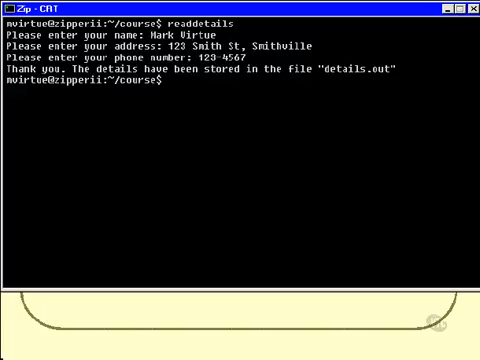 Zip - CAT
mvirtue@zipperii:~/course$ readdetails
Please enter your name: Mark Virtue
Please enter your address: 123 Smith St, Smithville
Please enter your phone number: 123-4567
Thank you. The details have been stored in the file "details.out"
mvirtue@zipperii:~/course$